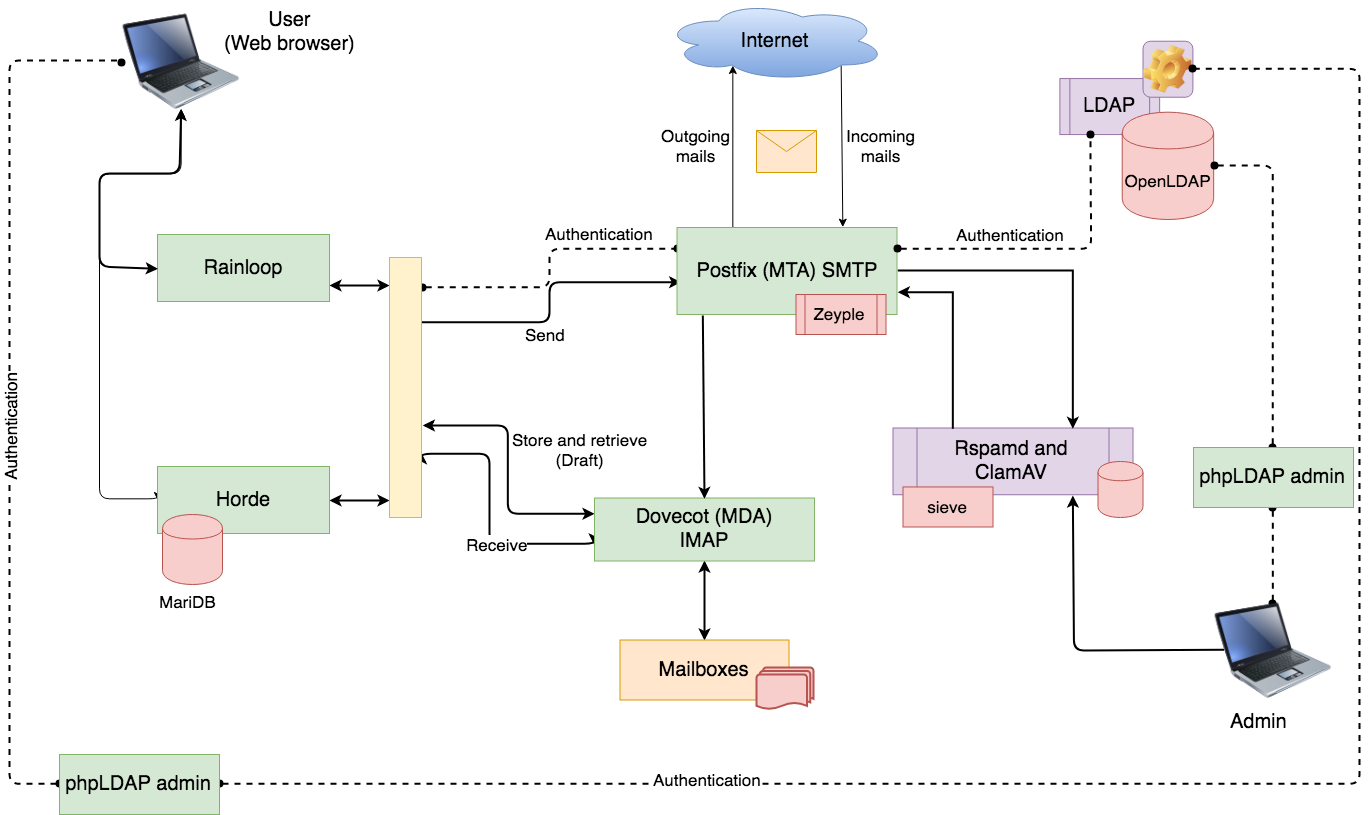 User
(Web browser)
Internet
LDAP
OpenLDAP
Outgoing
mails
Incoming
mails
Authentication
Authentication
Rainloop
Postfix (MTA) SMTP
Zeyple
Send
Authentication
Store and retrieve
(Draft)
Rspamd and
ClamAV
sieve
phpLDAP admin
Horde
Dovecot (MDA)
IMAP
Receive
MariDB
Mailboxes
Admin
phpLDAP admin
Authentication